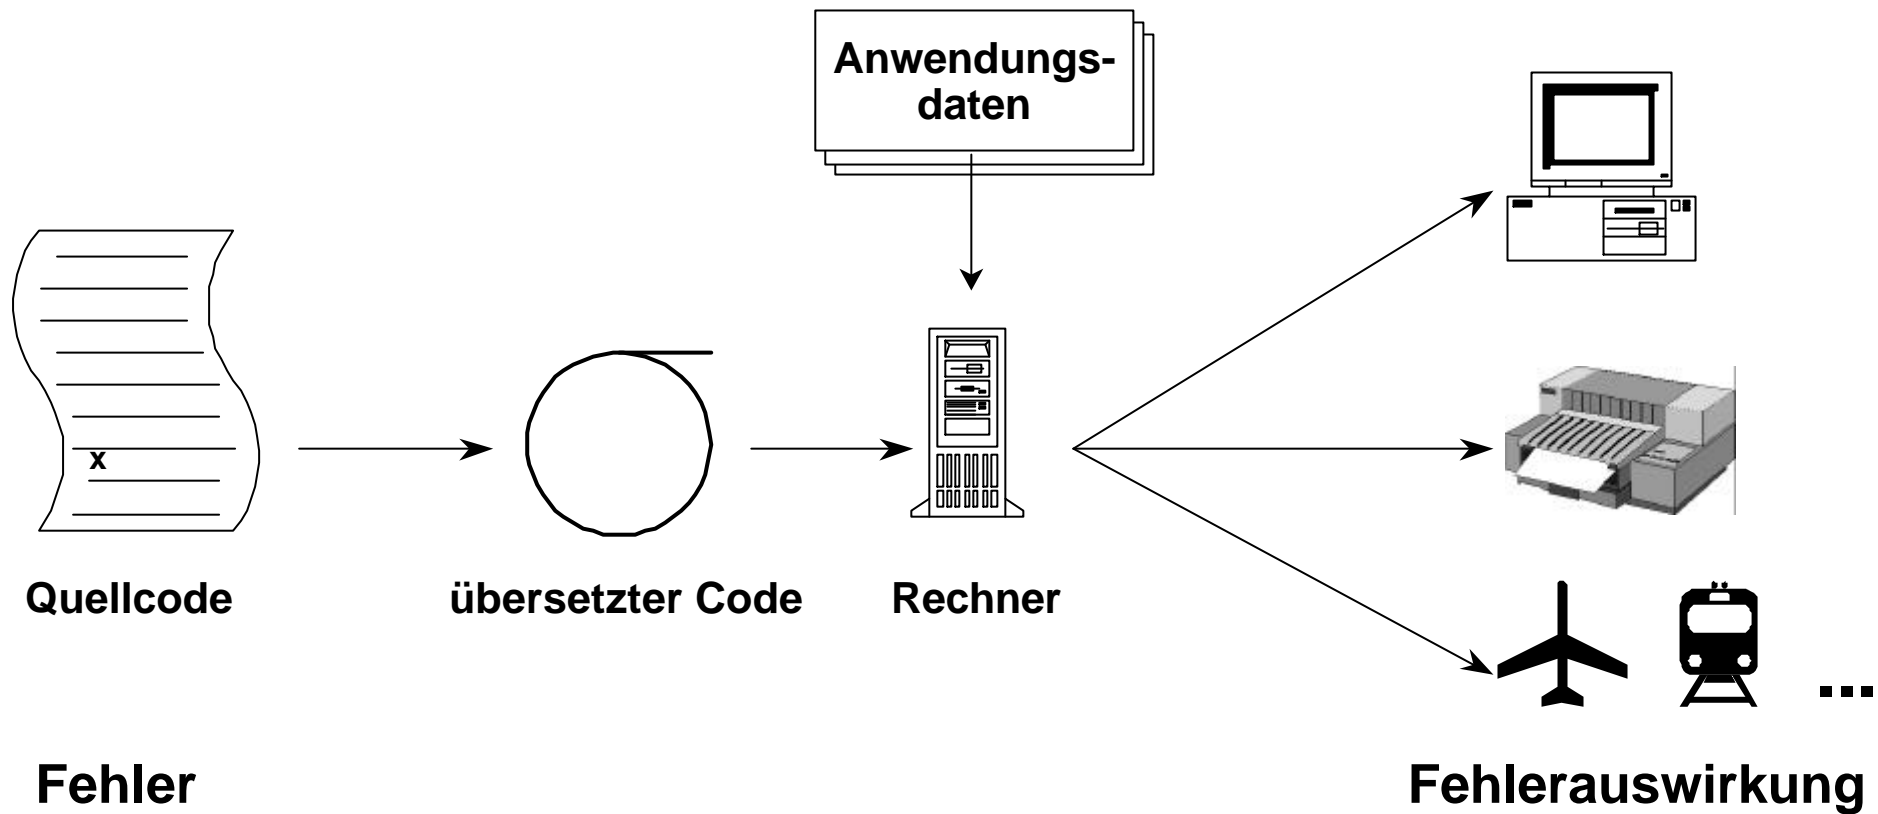 Anwendungs-
daten
x
Quellcode
übersetzter Code
Rechner
...
Fehler
Fehlerauswirkung